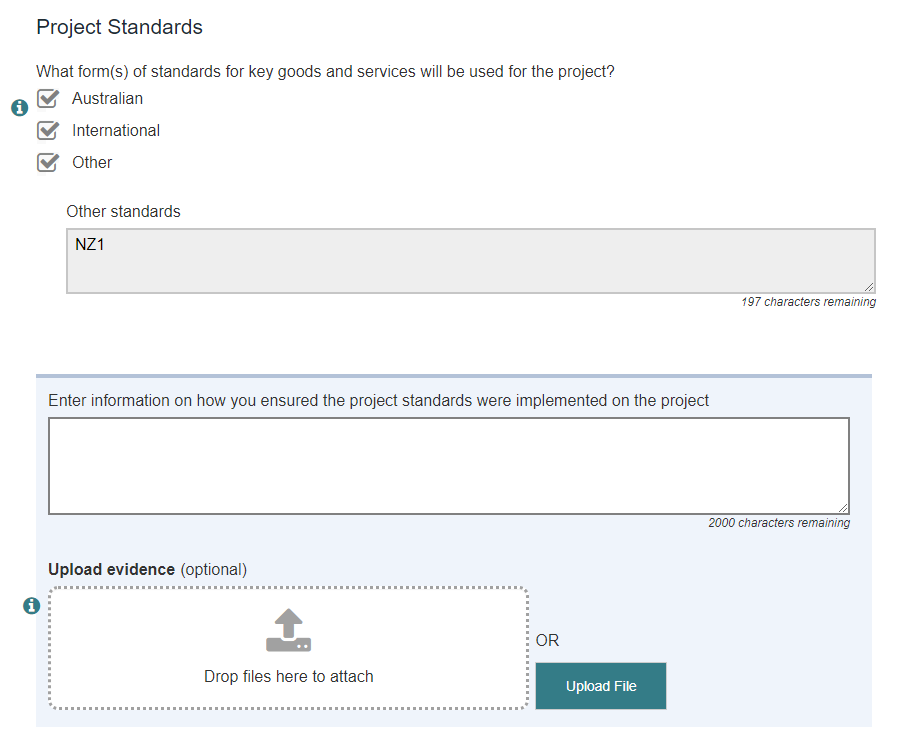 Project Standards
What form(s) of standards for key goods and services will be used for the project?
Australian
International
Other
Other standards
NZ1
197 characters remaining
Enter information on how you ensured the project standards were implemented on the project
2000 characters remaining
Upload evidence (optional)
Drop files here to attach
OR
Upload File